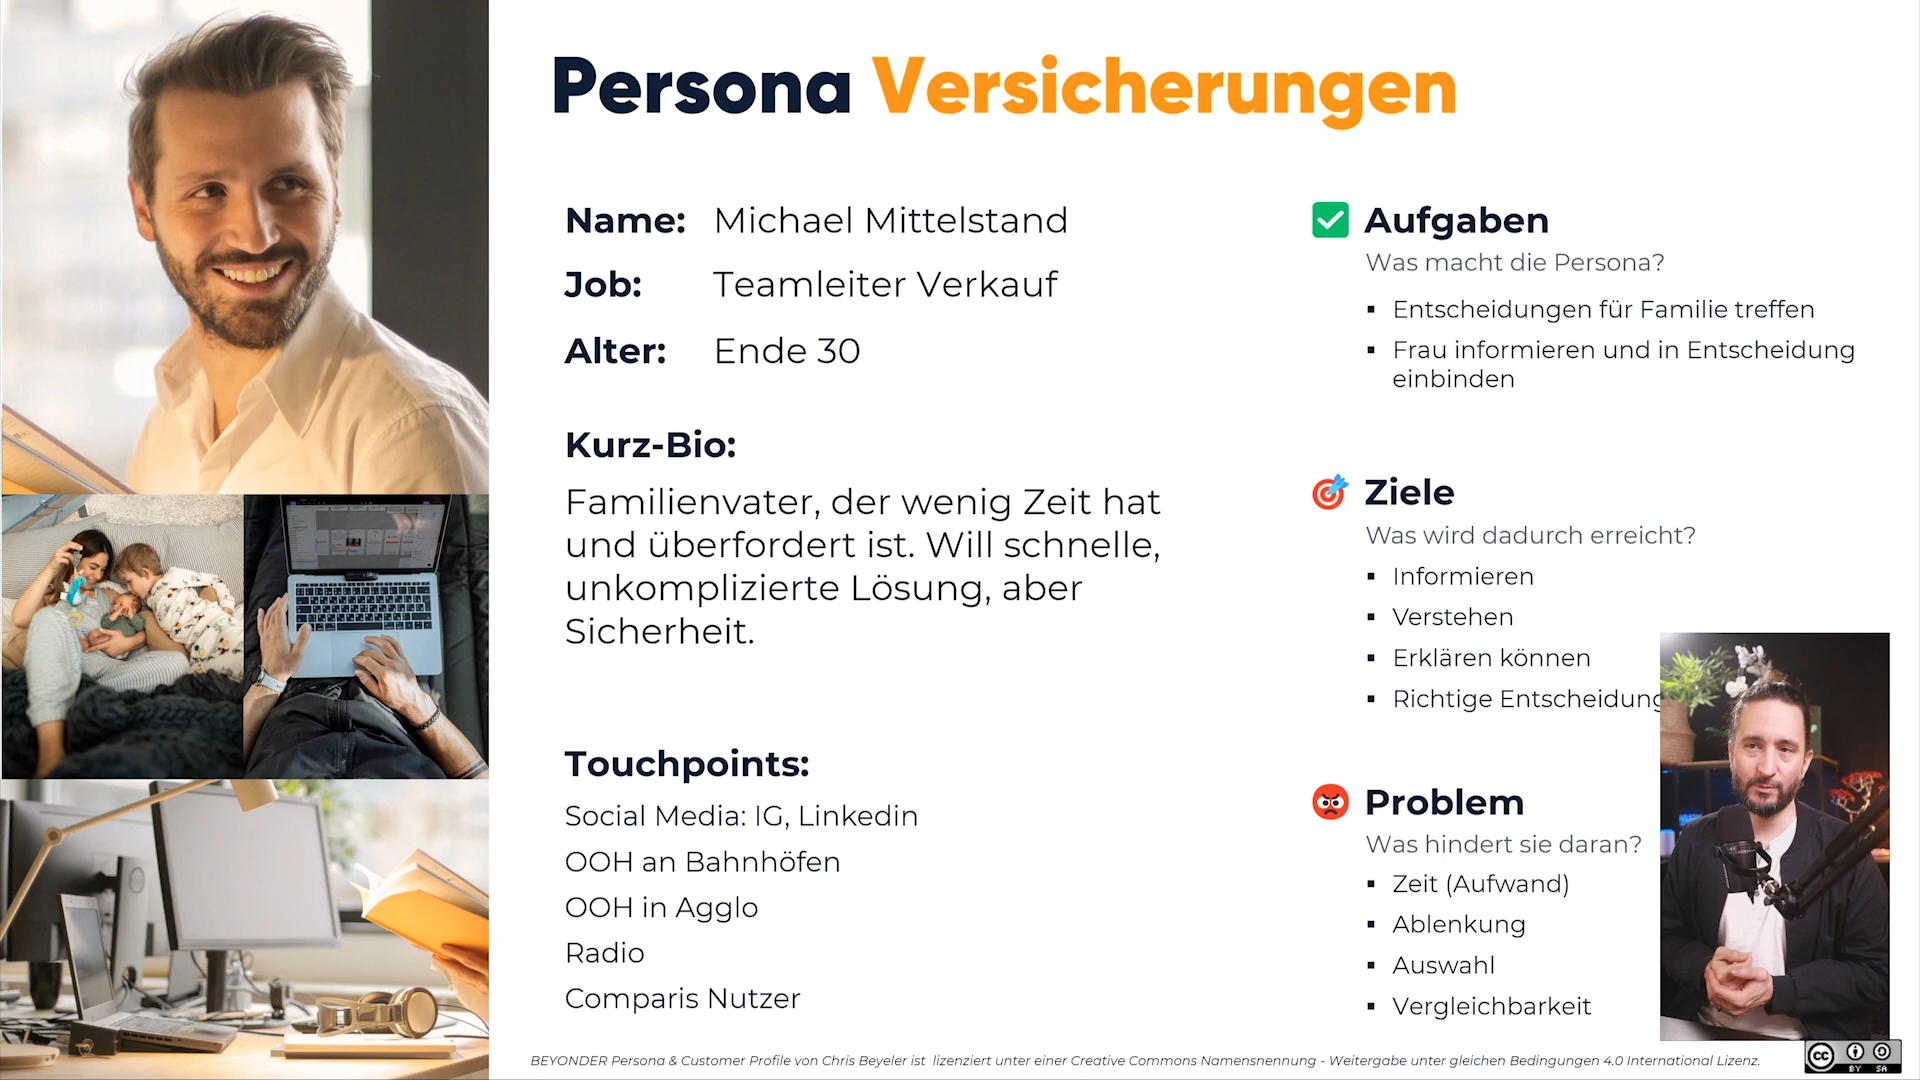 Persona Versicherungen
Name: Michael Mittelstand
Job: Teamleiter Verkauf
Alter: Ende 30
Kurz-Bio:
Familienvater, der wenig Zeit hat
und überfordert ist. Will schnelle,
unkomplizierte Lösung, aber
Sicherheit.
Touchpoints:
Social Media: IG, Linkedin
OOH an Bahnhöfen
OOH in Agglo
Radio
Comparis Nutzer
Aufgaben
Was macht die Persona?
▪ Entscheidungen für Familie treffen
▪ Frau informieren und in Entscheidung
einbinden
Ziele
Was wird dadurch erreicht?
▪ Informieren
▪ Verstehen
▪ Erklären können
▪ Richtige Entscheidung
Problem
Was hindert sie daran?
▪ Zeit (Aufwand)
▪ Ablenkung
▪ Auswahl
▪ Vergleichbarkeit
BEYONDER Persona & Customer Profile von Chris Beyeler ist lizenziert unter einer Creative Commons Namensnennung - Weitergabe unter gleichen Bedingungen 4.0 International Lizenz.
cc BY SA